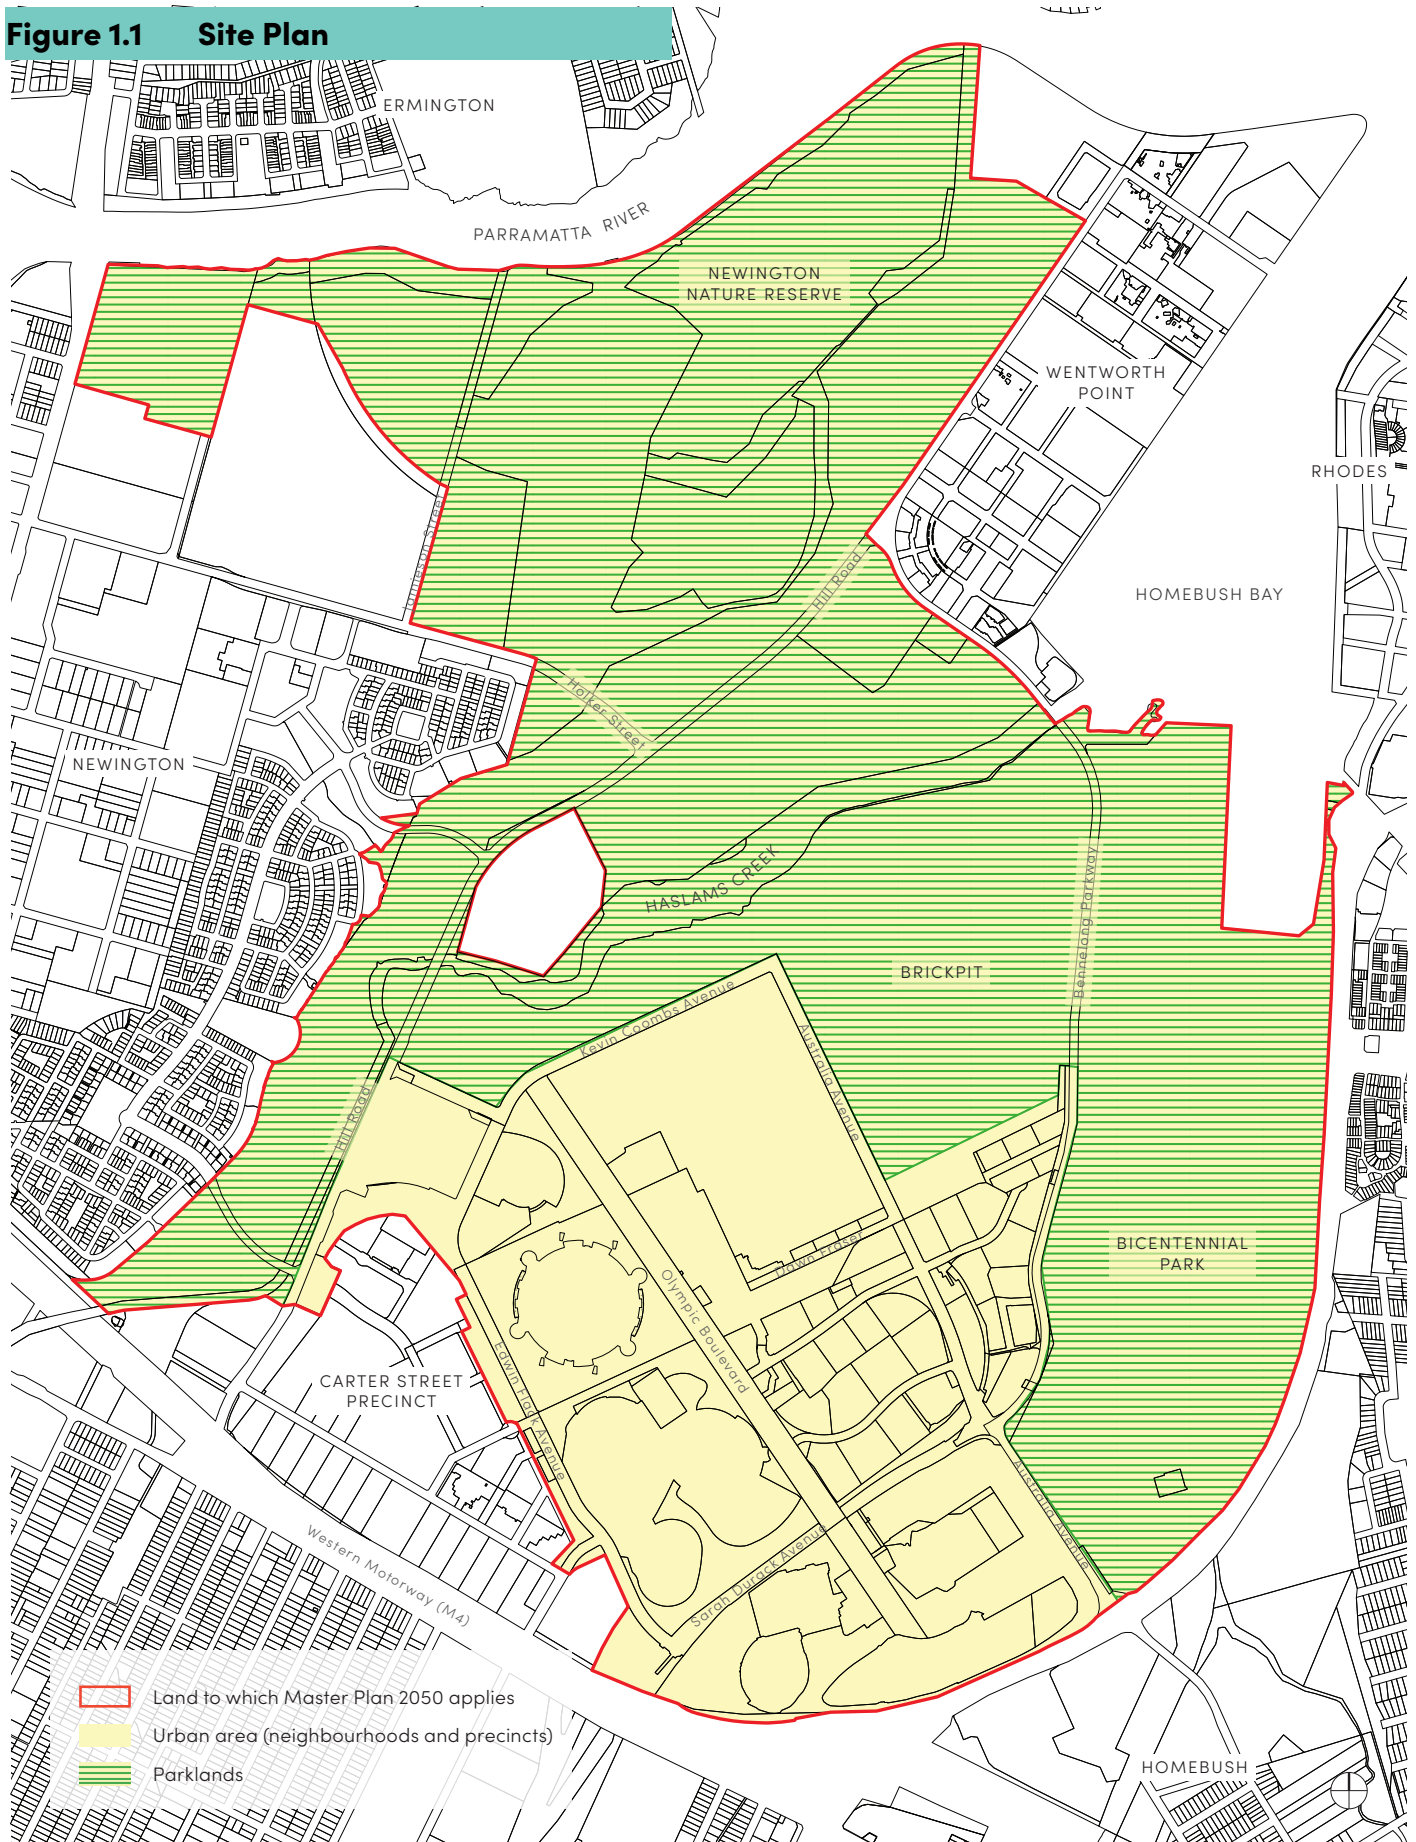 Figure 1.1 Site Plan
ERMINGTON
PARRAMATTA RIVER
NEWINGTON
NATURE RESERVE
WENTWORTH
POINT
RHODES
Jamieson Street
Hill Road
HOMEBUSH BAY
Holker Street
NEWINGTON
HASLAMS CREEK
Bennelong Parkway
BRICKPIT
Kevin Coombs Avenue
Australia Avenue
Hill Road
Dawn Fraser
BICENTENNIAL
PARK
Olympic Boulevard
Edwin Flack Avenue
CARTER STREET
PRECINCT
Australia Avenue
Sarah Durack Avenue
Western Motorway (M4)
Land to which Master Plan 2050 applies
Urban area (neighbourhoods and precincts)
Parklands
HOMEBUSH